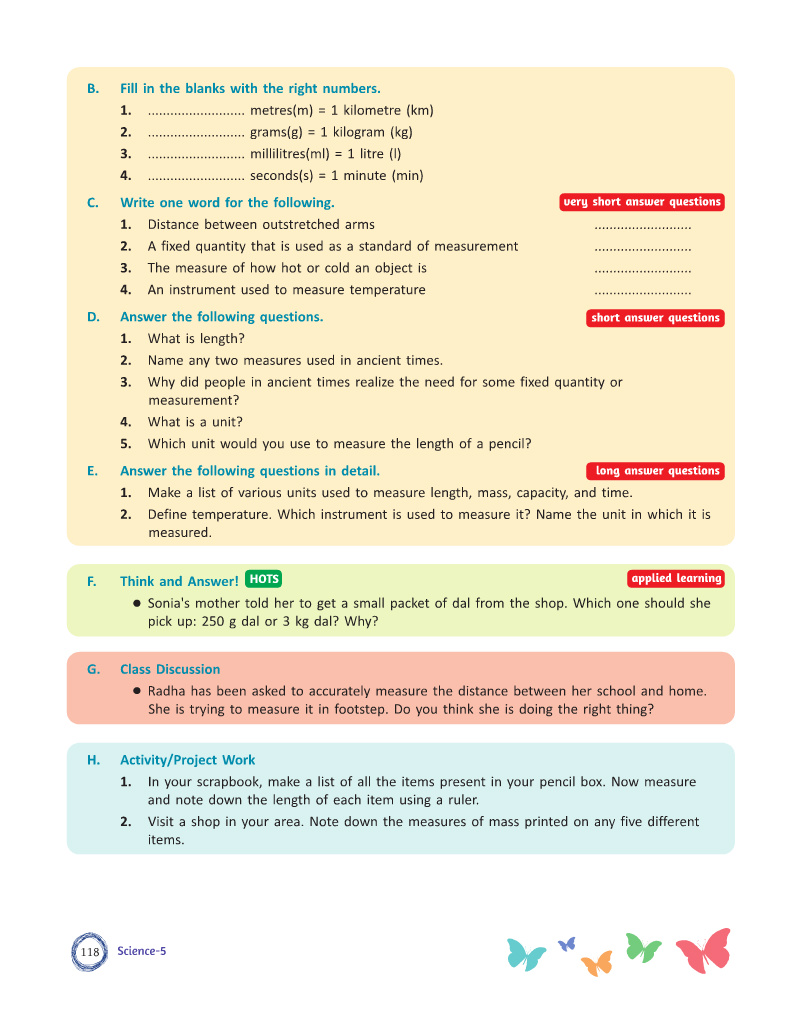 B. Fill in the blanks with the right numbers.
1. .......................... metres(m) = 1 kilometre (km)
2. .......................... grams(g) = 1 kilogram (kg)
3. .......................... millilitres(ml) = 1 litre (l)
4. .......................... seconds(s) = 1 minute (min)
C. Write one word for the following. very short answer questions
1. Distance between outstretched arms ..........................
2. A fixed quantity that is used as a standard of measurement ..........................
3. The measure of how hot or cold an object is ..........................
4. An instrument used to measure temperature ..........................
D. Answer the following questions. short answer questions
1. What is length?
2. Name any two measures used in ancient times.
3. Why did people in ancient times realize the need for some fixed quantity or
measurement?
4. What is a unit?
5. Which unit would you use to measure the length of a pencil?
E. Answer the following questions in detail. long answer questions
1. Make a list of various units used to measure length, mass, capacity, and time.
2. Define temperature. Which instrument is used to measure it? Name the unit in which it is
measured.
F. Think and Answer! HOTS applied learning
● Sonia's mother told her to get a small packet of dal from the shop. Which one should she
pick up: 250 g dal or 3 kg dal? Why?
G. Class Discussion
● Radha has been asked to accurately measure the distance between her school and home.
She is trying to measure it in footstep. Do you think she is doing the right thing?
H. Activity/Project Work
1. In your scrapbook, make a list of all the items present in your pencil box. Now measure
and note down the length of each item using a ruler.
2. Visit a shop in your area. Note down the measures of mass printed on any five different
items.
118 Science-5